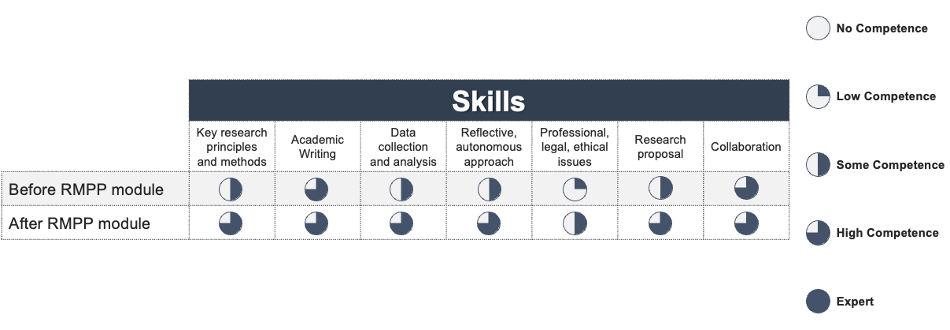 Skills
Key research
principles
and methods
Academic
Writing
Data
collection
and analysis
Reflective,
autonomous
approach
Professional,
legal, ethical
issues
Research
proposal
Collaboration
Before RMPP module
After RMPP module
No Competence
Low Competence
Some Competence
High Competence
Expert